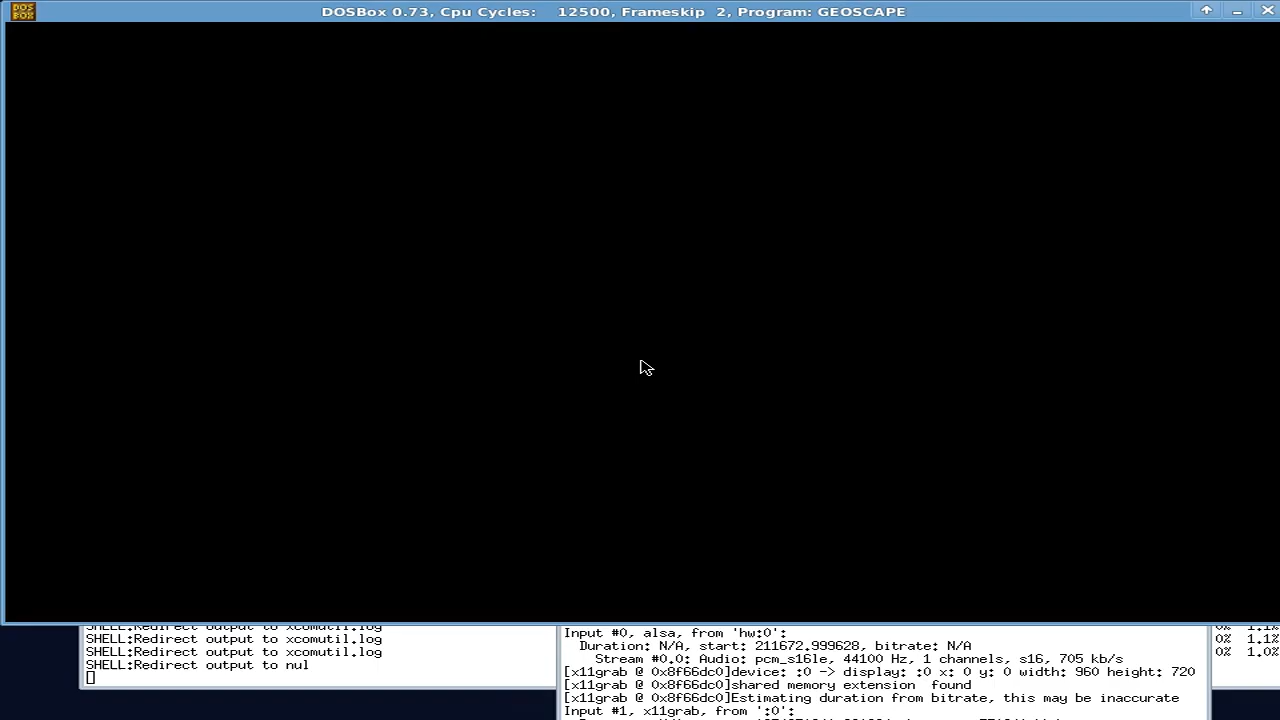 DOS
BOX
DOSBox 0.73, Cpu Cycles: 12500, Frameskip 2, Program: GEOSCAPE
SHELL:Redirect output to xcomutil.log
SHELL:Redirect output to xcomutil.log
SHELL:Redirect output to xcomutil.log
SHELL:Redirect output to nul
Input #0, alsa, from 'hw:0':
Duration: N/A, start: 211672.999628, bitrate: N/A
Stream #0.0: Audio: pcm_s16le, 44100 Hz, 1 channels, s16, 705 kb/s
[x11grab @ 0x8f66dc0]device: :0 -> display: :0 x: 0 y: 0 width: 960 height: 720
[x11grab @ 0x8f66dc0]shared memory extension found
[x11grab @ 0x8f66dc0]Estimating duration from bitrate, this may be inaccurate
Input #1, x11grab, from ':0':
0% 1.1%
0% 1.1%
0% 1.0%